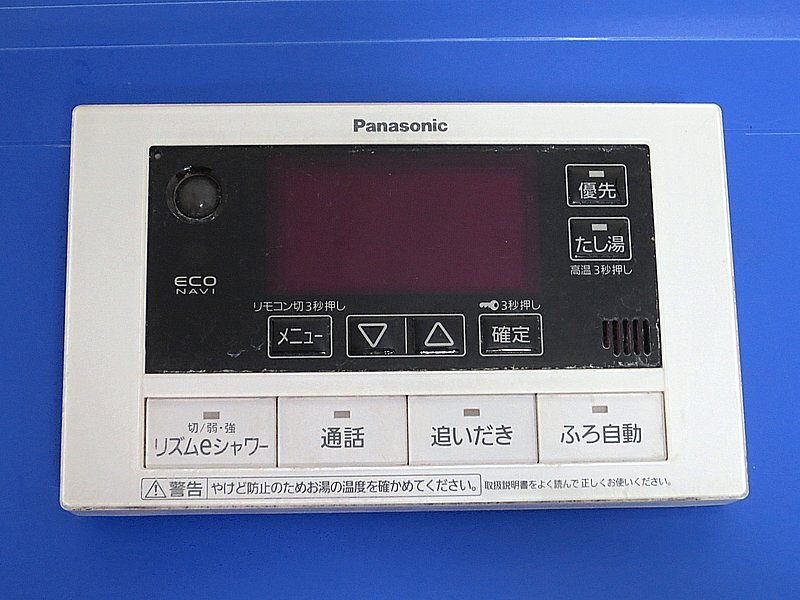 Panasonic
優先
たし湯
高温 3秒押し
ECO
NAVI
リモコン切 3秒押し
3秒押し
メニュー
▽
△
確定
切/弱・強
リズムeシャワー
通話
追いだき
ふろ自動
警告 やけど防止のためお湯の温度を確かめてください。 取扱説明書をよく読んで 正しくお使いください。